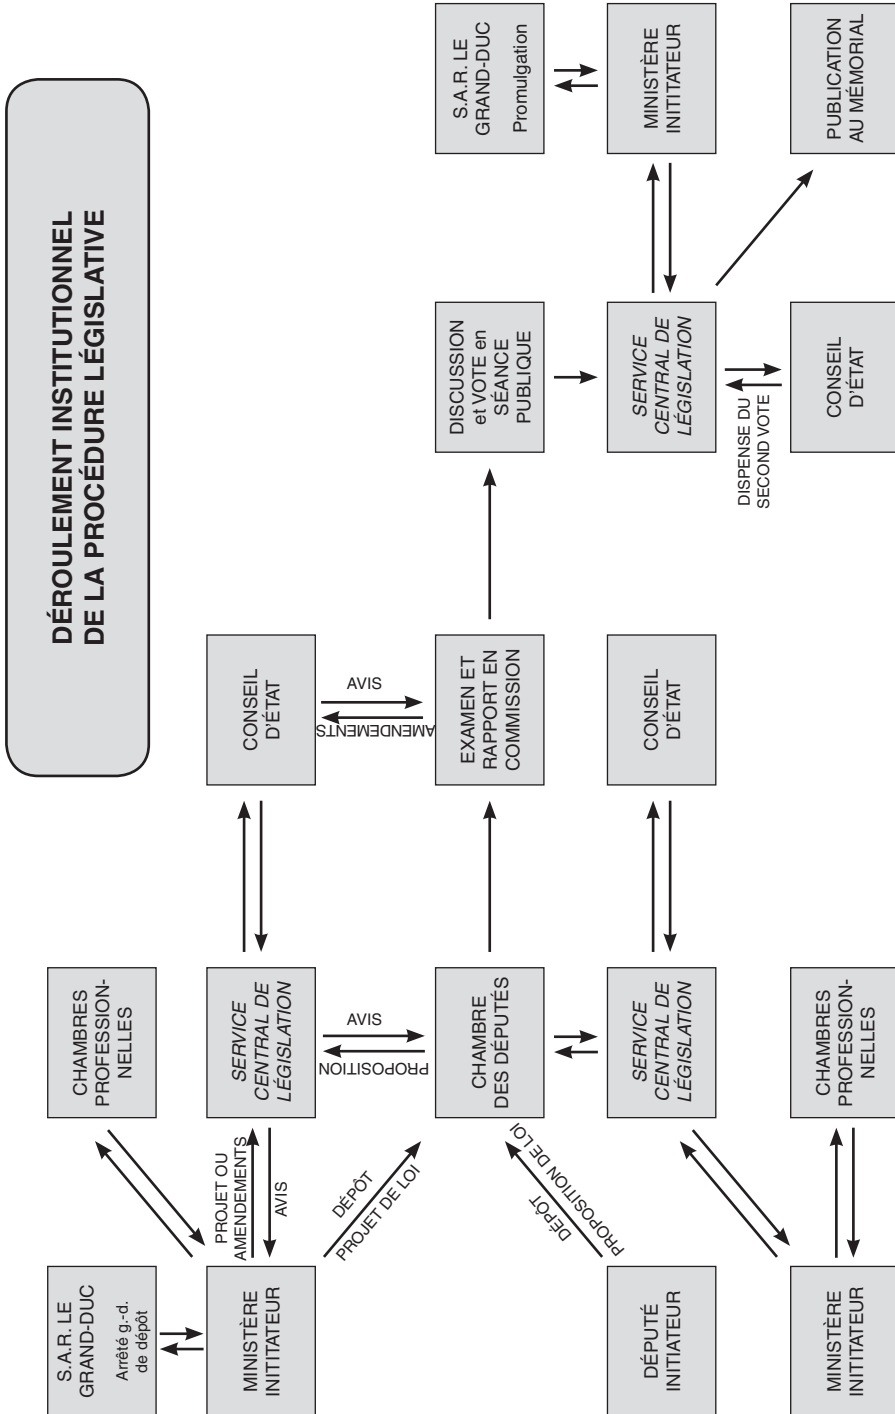 DÉROULEMENT INSTITUTIONNEL
DE LA PROCÉDURE LÉGISLATIVE
S.A.R. LE
GRAND-DUC
Arrêté g.-d.
de dépôt
CHAMBRES
PROFESSION-
NELLES
MINISTÈRE
INITITATEUR
PROJET OU
AMENDEMENTS
AVIS
SERVICE
CENTRAL DE
LÉGISLATION
CONSEIL
D'ÉTAT
DÉPÔT
PROJET DE LOI
PROPOSITION
AVIS
AMENDEMENTS
AVIS
CHAMBRE
DES DÉPUTÉS
EXAMEN ET
RAPPORT EN
COMMISSION
DISCUSSION
et VOTE en
SÉANCE
PUBLIQUE
S.A.R. LE
GRAND-DUC
Promulgation
DÉPÔT
PROPOSITION DE LOI
DÉPUTÉ
INITIATEUR
SERVICE
CENTRAL DE
LÉGISLATION
CONSEIL
D'ÉTAT
SERVICE
CENTRAL DE
LÉGISLATION
MINISTÈRE
INITITATEUR
DISPENSE DU
SECOND VOTE
MINISTÈRE
INITITATEUR
CHAMBRES
PROFESSION-
NELLES
CONSEIL
D'ÉTAT
PUBLICATION
AU MÉMORIAL